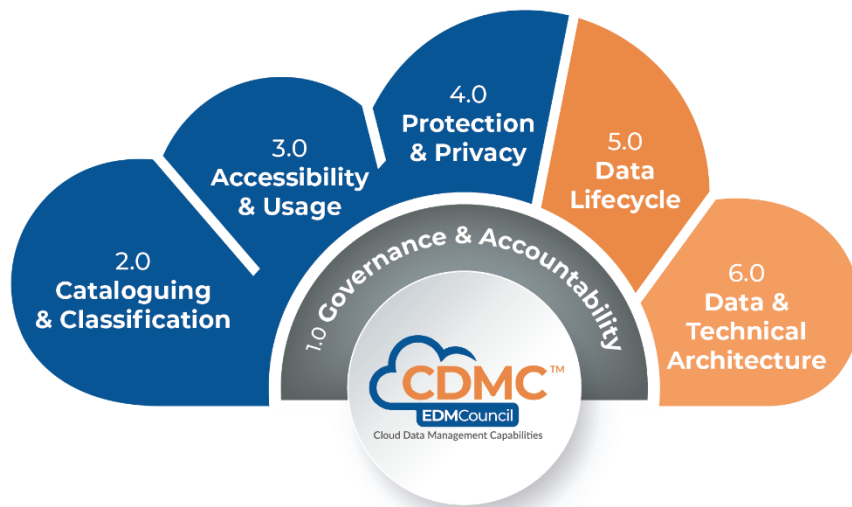 2.0
Cataloguing
& Classification
3.0
Accessibility
& Usage
4.0
Protection
& Privacy
5.0
Data
Lifecycle
6.0
Data &
Technical
Architecture
1.0 Governance & Accountability
CDMC™
EDMCouncil
Cloud Data Management Capabilities